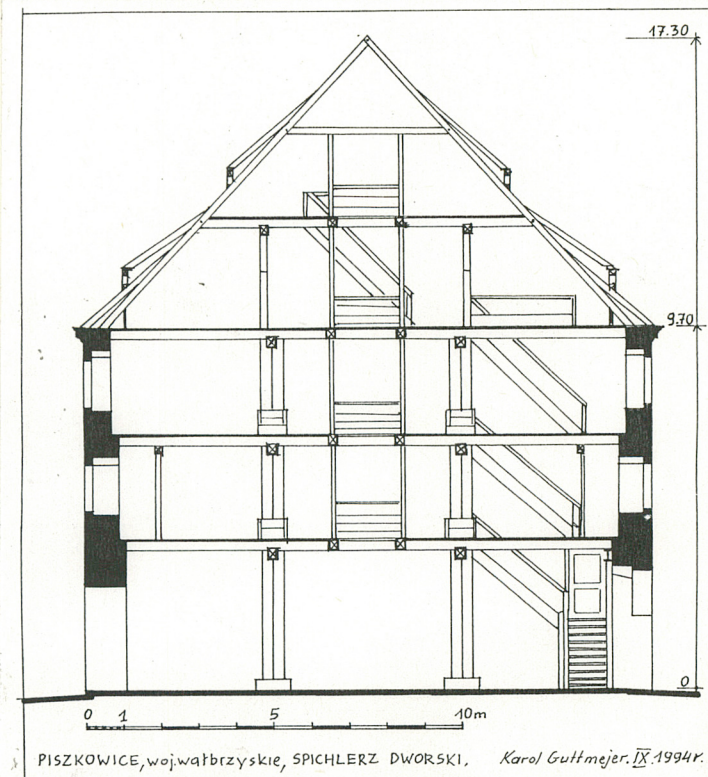 17.30
9.70
0
0 1 5 10m
PISZKOWICE, woj.wałbrzyskie, SPICHLERZ DWORSKI. Karol Guttmejer. IX.1994r.